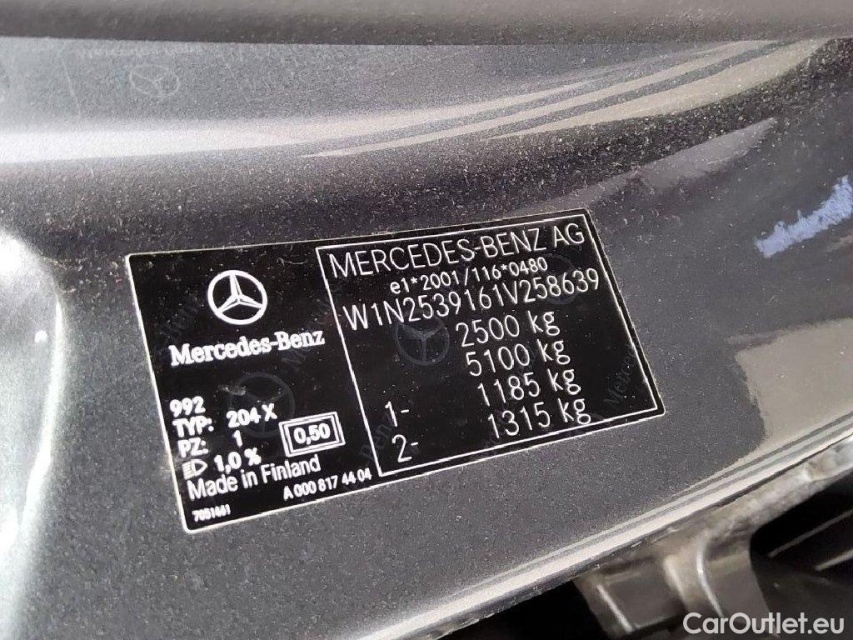 Mercedes-Benz
992
TYP: 204 X
PZ: 1
0,50
1,0 %
Made in Finland
7051661
A 000 817 44 04
MERCEDES-BENZ AG
e1*2001/116*0480
W1N2539161V258639
2500 kg
5100 kg
1- 1185 kg
2- 1315 kg
CarOutlet.eu